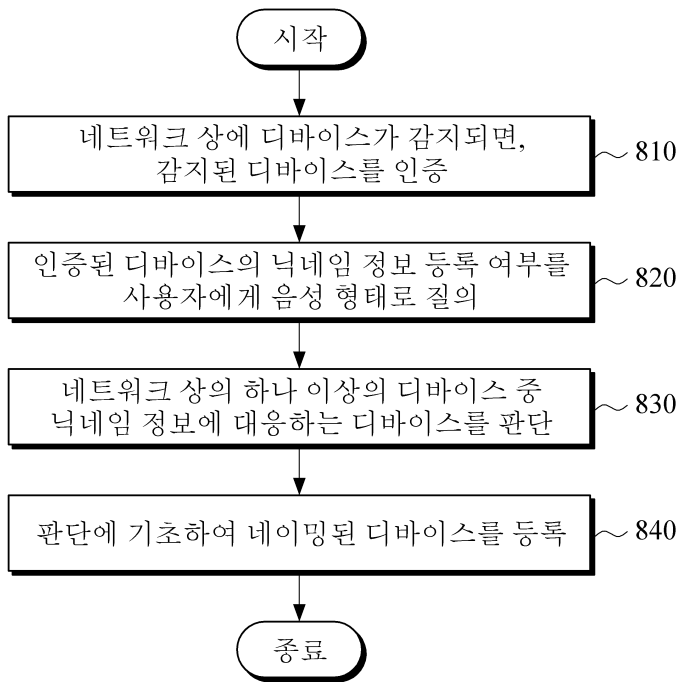 시작
네트워크 상에 디바이스가 감지되면,
감지된 디바이스를 인증
810
인증된 디바이스의 닉네임 정보 등록 여부를
사용자에게 음성 형태로 질의
820
네트워크 상의 하나 이상의 디바이스 중
닉네임 정보에 대응하는 디바이스를 판단
830
판단에 기초하여 네이밍된 디바이스를 등록
840
종료